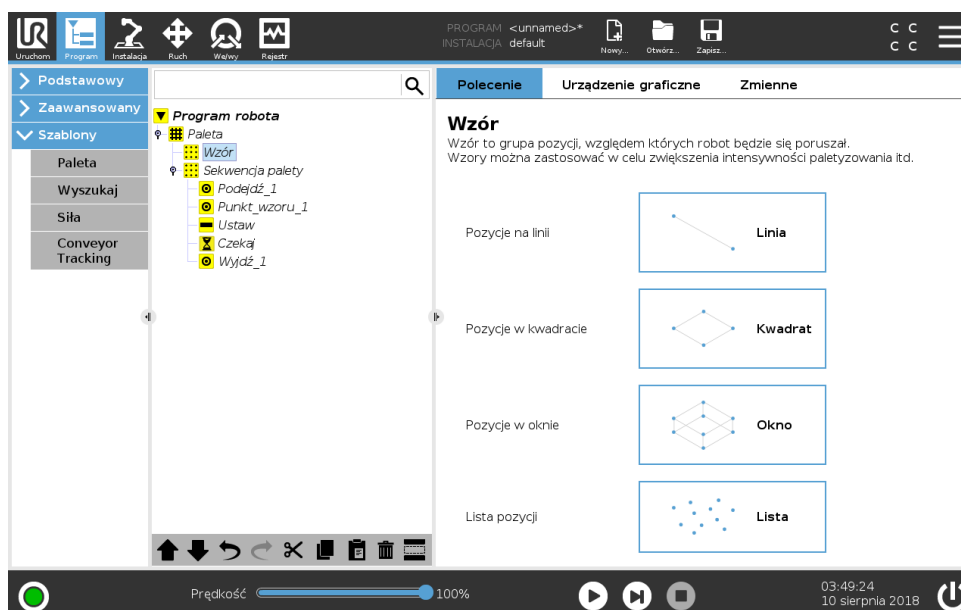 PROGRAM <unnamed>*
INSTALACJA default
UR
Uruchom Program Instalacja Ruch We/wy Rejestr
Nowy... Otwórz... Zapisz...
C C
C C
Podstawowy
Zaawansowany
Szablony
Paleta
Wyszukaj
Siła
Conveyor
Tracking
Program robota
Paleta
Wzór
Sekwencja palety
Podejdź_1
Punkt_wzoru_1
Ustaw
Czekaj
Wyjdź_1
Polecenie Urządzenie graficzne Zmienne
Wzór
Wzór to grupa pozycji, względem których robot będzie się poruszał.
Wzory można zastosować w celu zwiększenia intensywności paletyzowania itd.
Pozycje na linii Linia
Pozycje w kwadracie Kwadrat
Pozycje w oknie Okno
Lista pozycji Lista
Prędkość 100%
03:49:24
10 sierpnia 2018